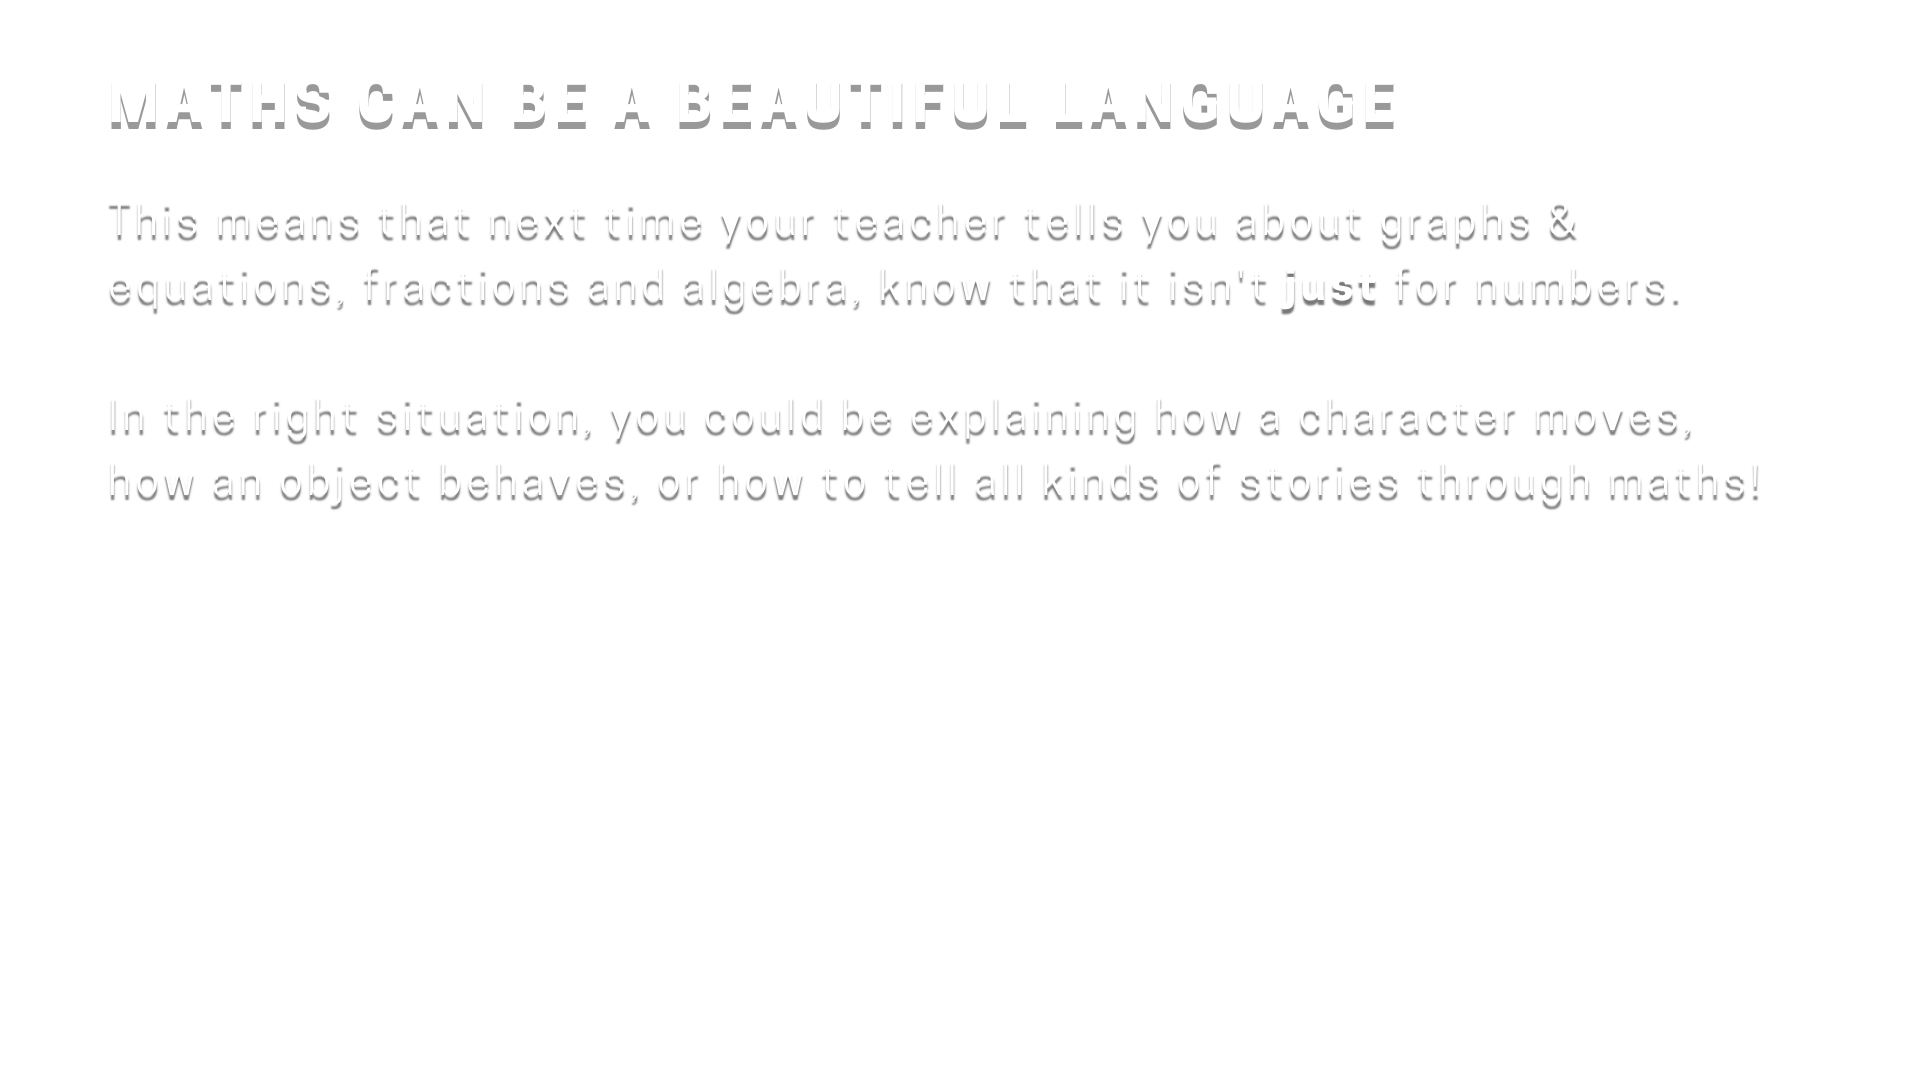 MATHS CAN BE A BEAUTIFUL LANGUAGE
This means that next time your teacher tells you about graphs &
equations, fractions and algebra, know that it isn't just for numbers.
In the right situation, you could be explaining how a character moves,
how an object behaves, or how to tell all kinds of stories through maths!